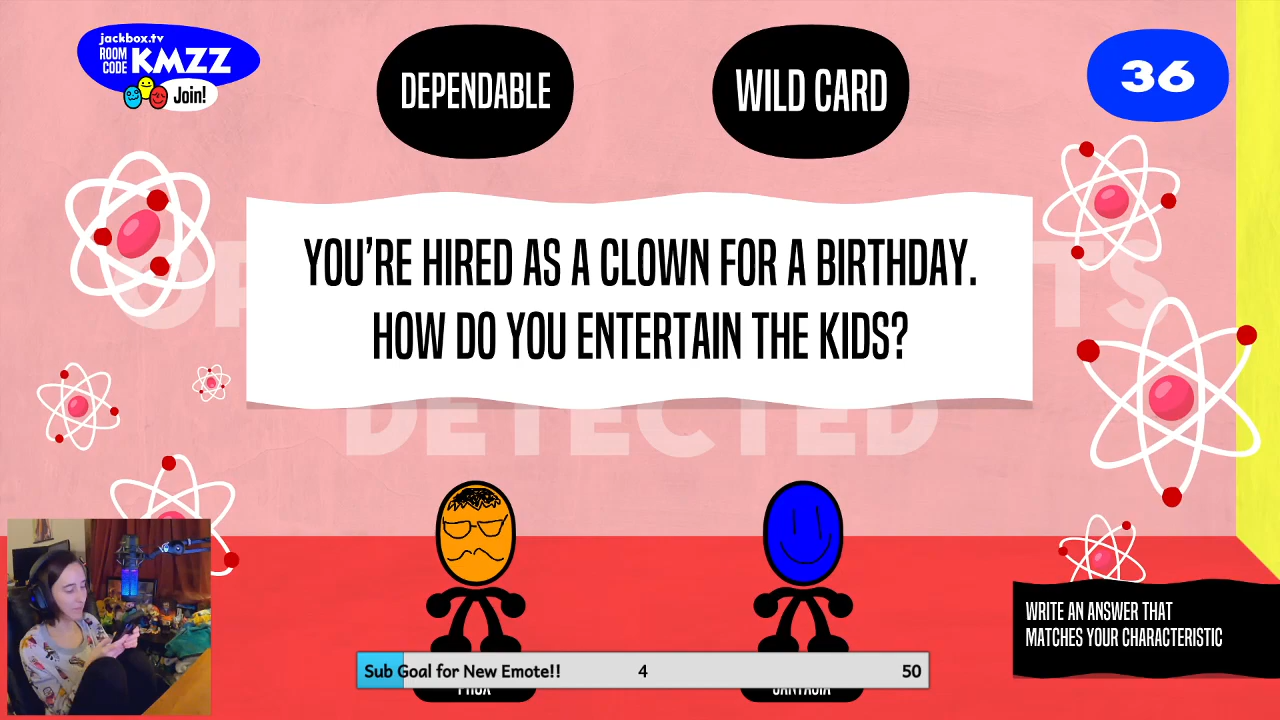 jackbox.tv
ROOM
CODE
KMZZ
Join!
DEPENDABLE
WILD CARD
36
YOU'RE HIRED AS A CLOWN FOR A BIRTHDAY.
HOW DO YOU ENTERTAIN THE KIDS?
DETECTED
WRITE AN ANSWER THAT
MATCHES YOUR CHARACTERISTIC
Sub Goal for New Emote!! 4 50